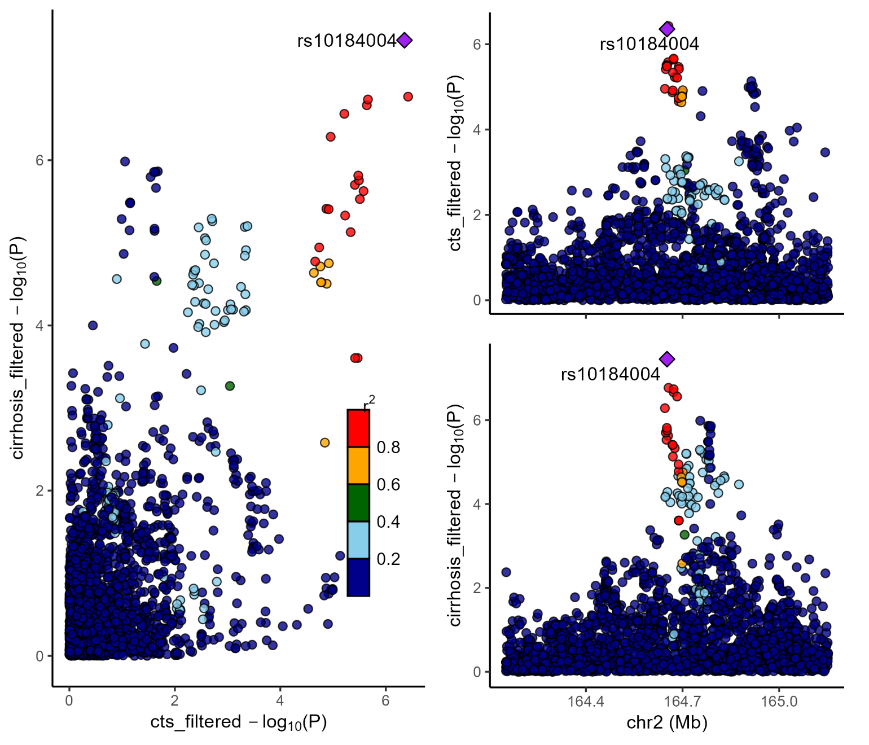 rs10184004
cirrhosis_filtered − log10(P)
6
4
2
0
0
2
4
6
cts_filtered − log10(P)
r2
0.8
0.6
0.4
0.2
rs10184004
cts_filtered − log10(P)
6
4
2
0
rs10184004
cirrhosis_filtered − log10(P)
6
4
2
0
164.4
164.7
165.0
chr2 (Mb)